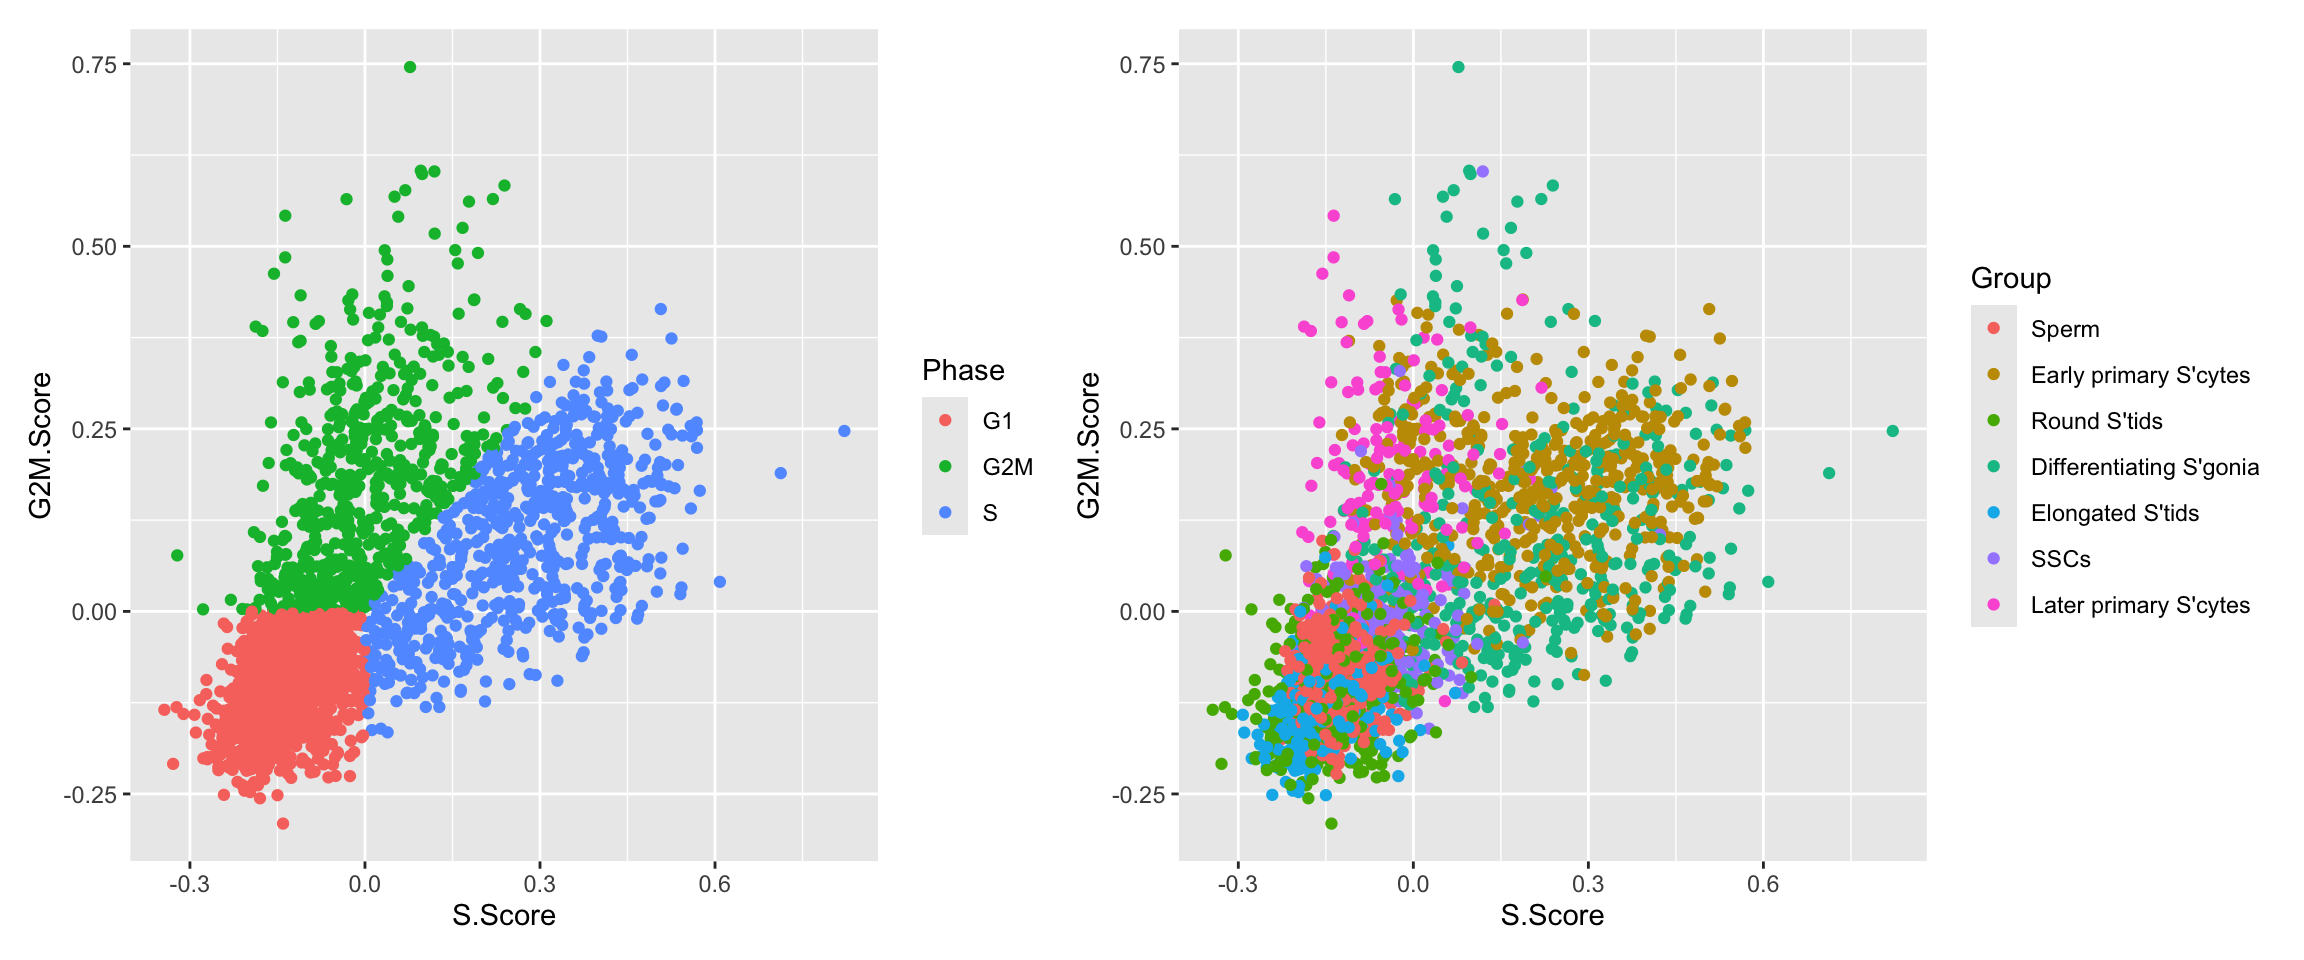 0.75
0.50
0.25
0.00
-0.25
G2M.Score
-0.3 0.0 0.3 0.6
S.Score
Phase
G1
G2M
S
0.75
0.50
0.25
0.00
-0.25
G2M.Score
-0.3 0.0 0.3 0.6
S.Score
Group
Sperm
Early primary S'cytes
Round S'tids
Differentiating S'gonia
Elongated S'tids
SSCs
Later primary S'cytes